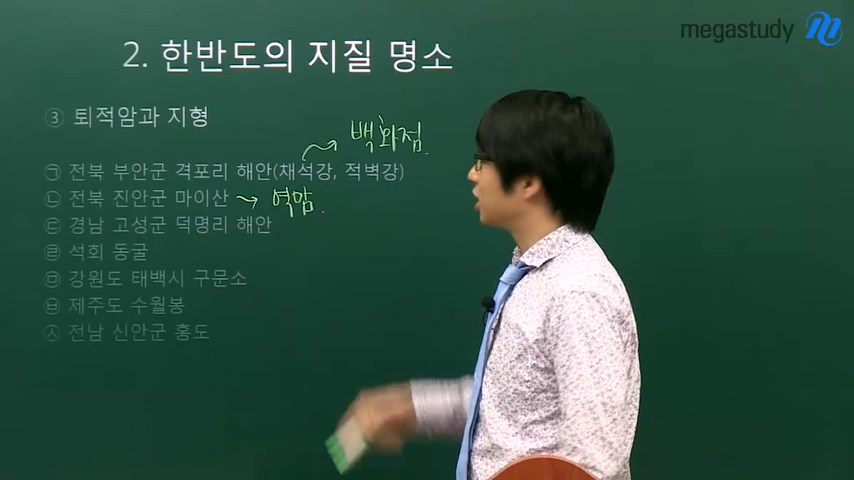 megastudy
2. 한반도의 지질 명소
③ 퇴적암과 지형
백화점.
㉠ 전북 부안군 격포리 해안(채석강, 적벽강)
㉡ 전북 진안군 마이산 → 역암.
㉢ 경남 고성군 덕명리 해안
㉣ 석회 동굴
㉤ 강원도 태백시 구문소
㉥ 제주도 수월봉
㉦ 전남 신안군 홍도